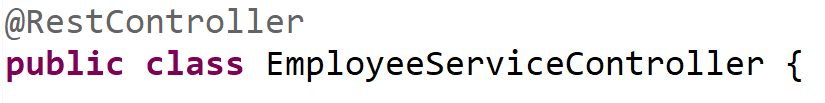 @RestController
public class EmployeeServiceController {